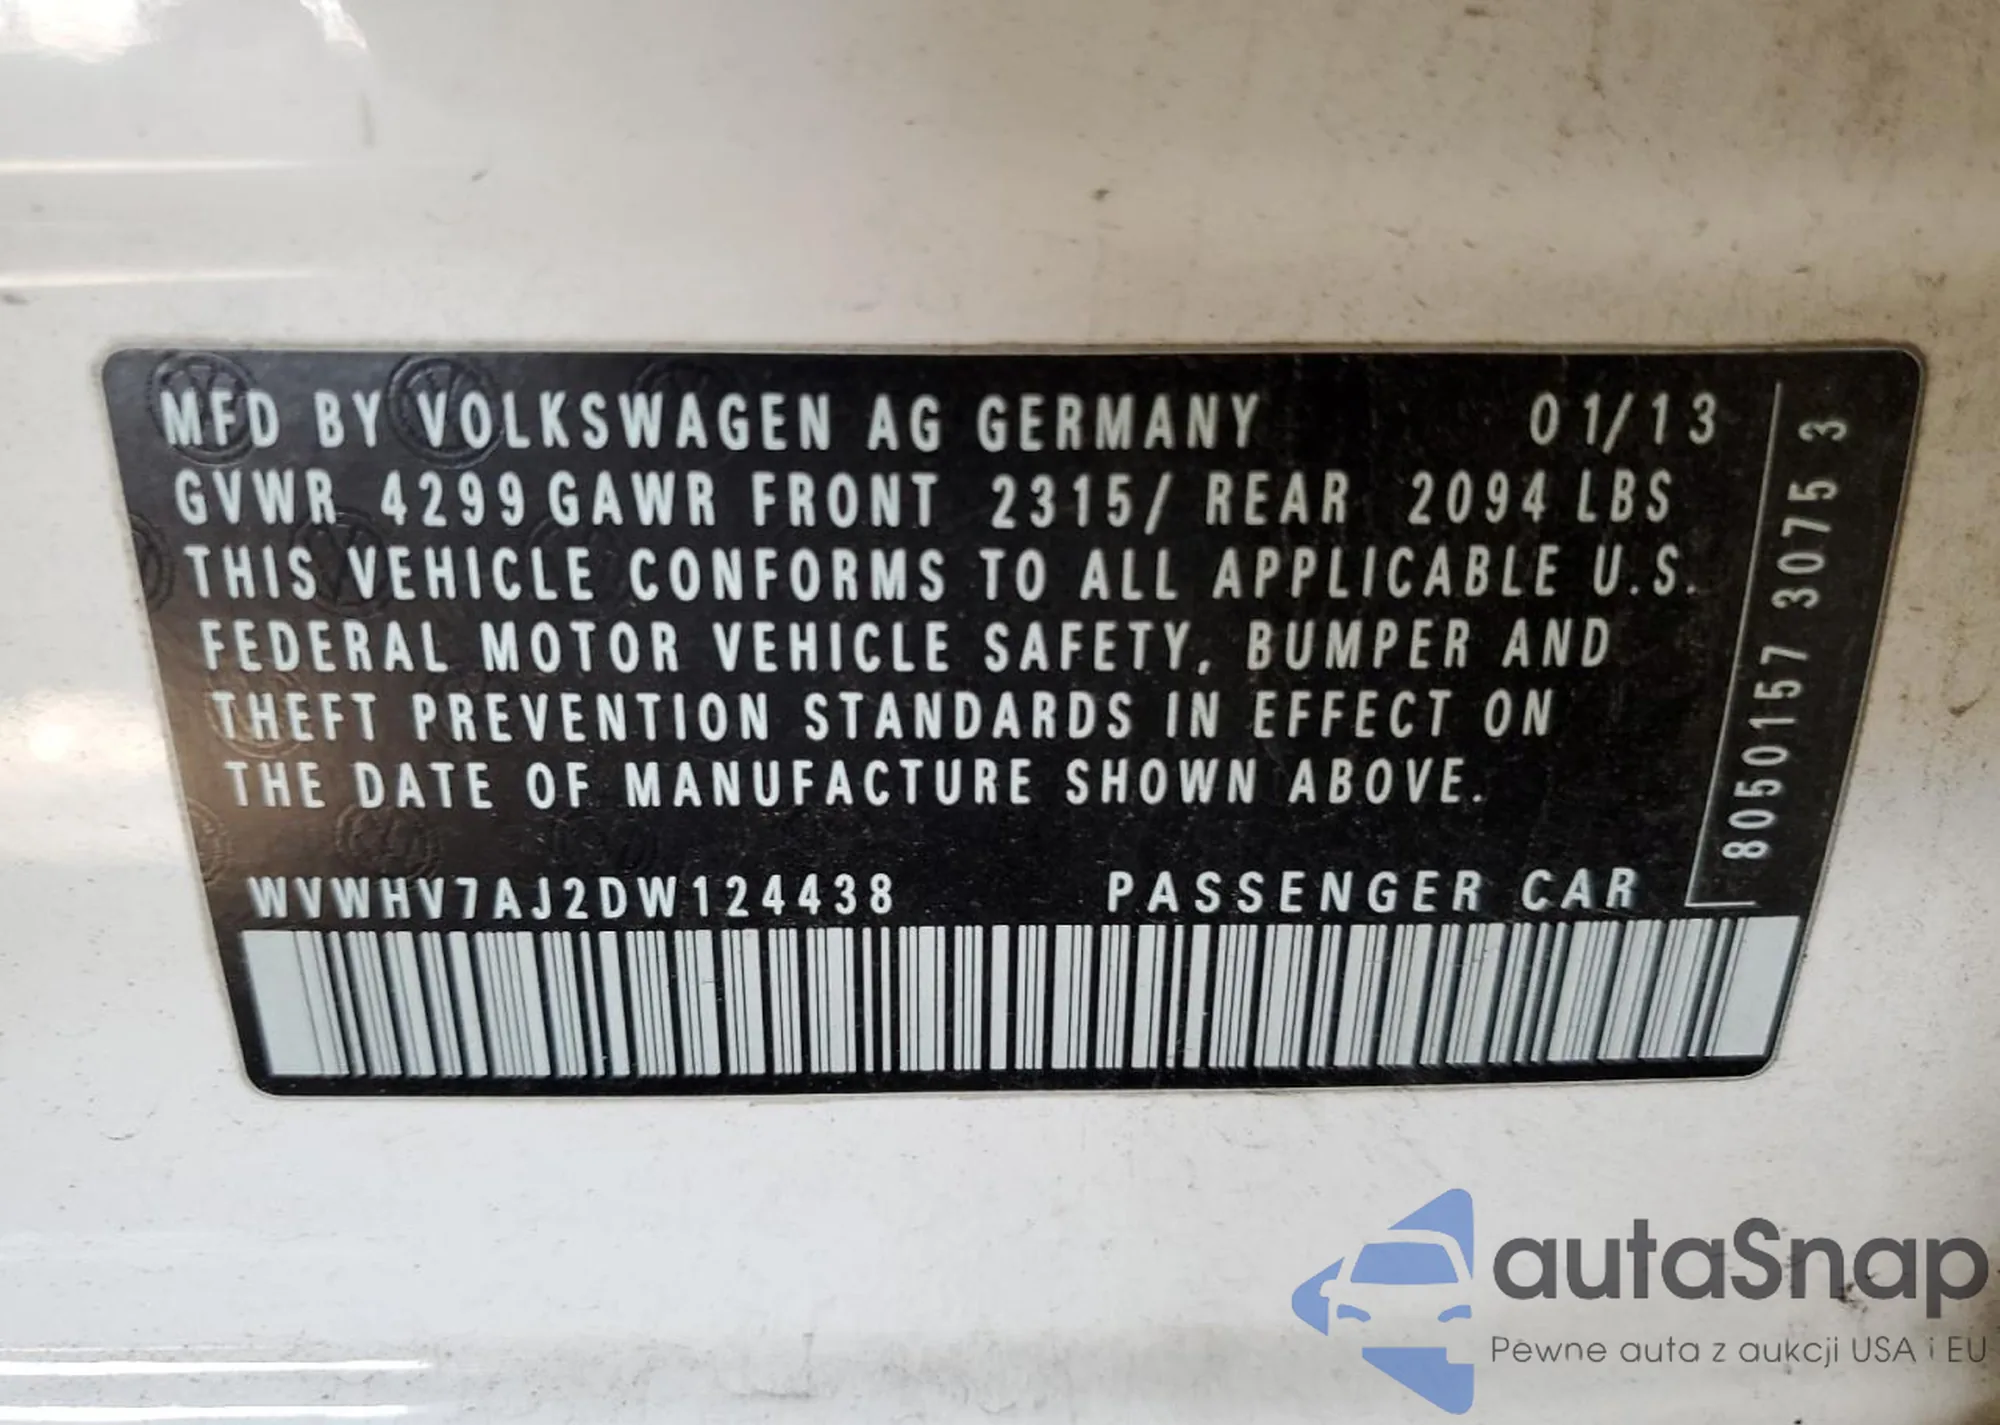 MFD BY VOLKSWAGEN AG GERMANY 01/13
GVWR 4299 GAWR FRONT 2315/ REAR 2094 LBS
THIS VEHICLE CONFORMS TO ALL APPLICABLE U.S.
FEDERAL MOTOR VEHICLE SAFETY, BUMPER AND
THEFT PREVENTION STANDARDS IN EFFECT ON
THE DATE OF MANUFACTURE SHOWN ABOVE.
WVWHV7AJ2DW124438 PASSENGER CAR
8050157 3075 3
autaSnap
Pewne auta z aukcji USA i EU